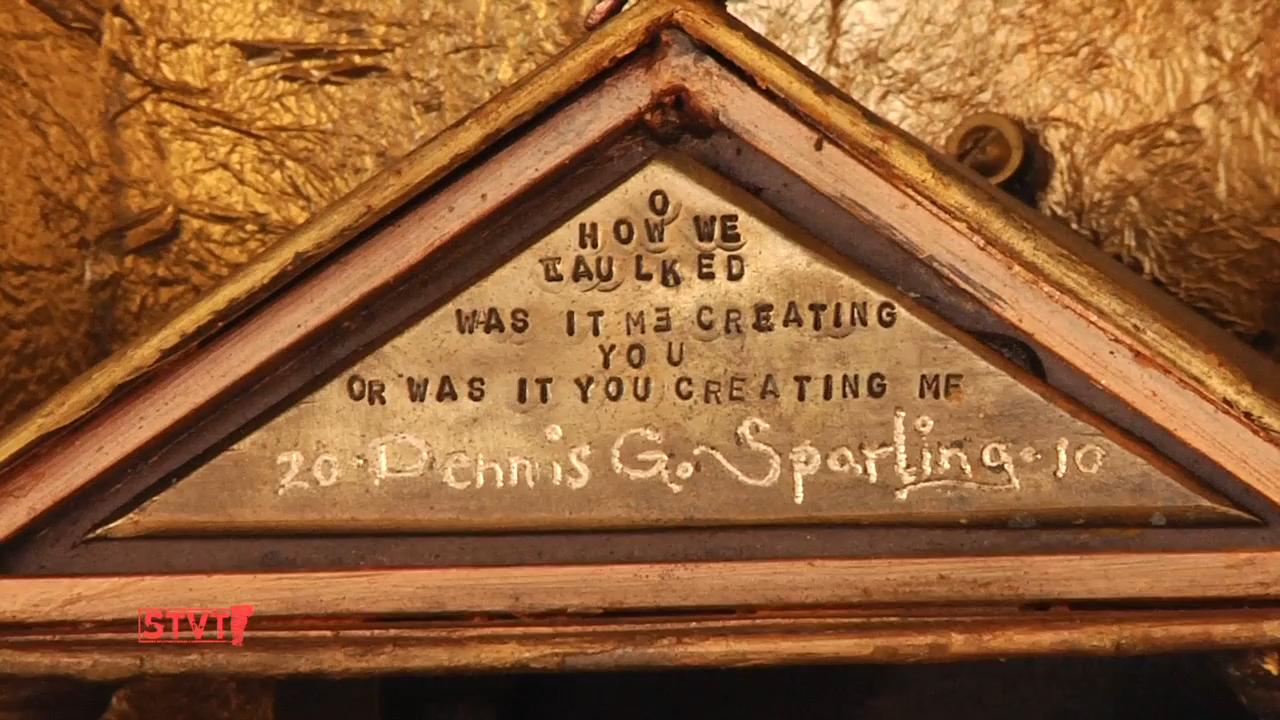 O
HOW WE
TAULKED
WAS IT ME CREATING
YOU
OR WAS IT YOU CREATING ME
20·Dennis G. Sparling·10
STVT